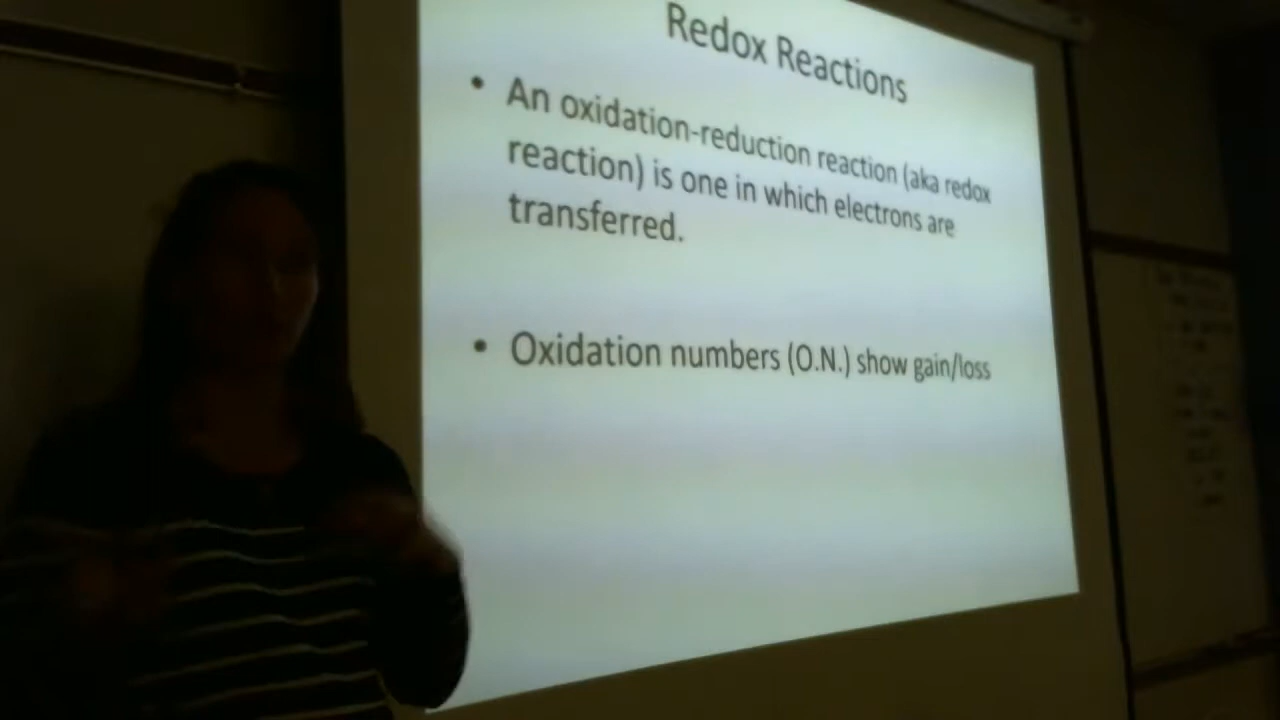 Redox Reactions
• An oxidation-reduction reaction (aka redox
reaction) is one in which electrons are
transferred.
• Oxidation numbers (O.N.) show gain/loss